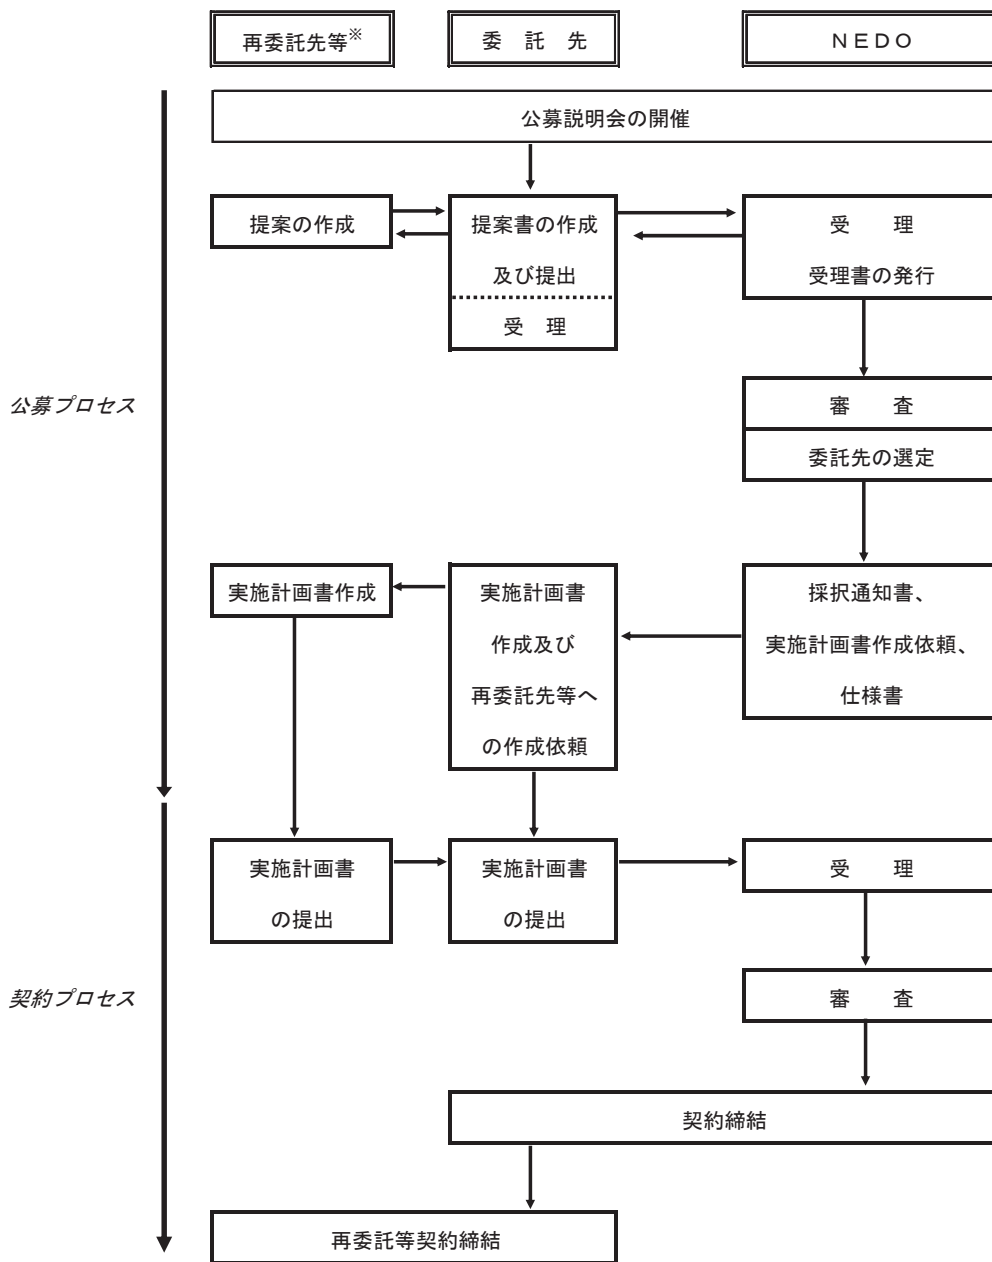 再委託先等※
委 託 先
NEDO
公募説明会の開催
提案の作成
提案書の作成
及び提出
受 理
受 理
受理書の発行
審 査
委託先の選定
公募プロセス
実施計画書作成
実施計画書
作成及び
再委託先等へ
の作成依頼
採択通知書、
実施計画書作成依頼、
仕様書
実施計画書
の提出
実施計画書
の提出
受 理
契約プロセス
審 査
契約締結
再委託等契約締結